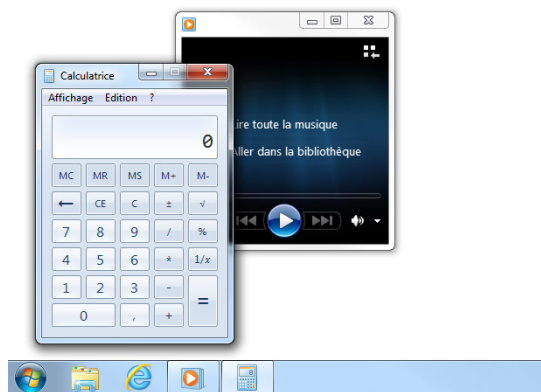 Calculatrice
Affichage Edition ?
0
MC MR MS M+ M-
← CE C ± √
7 8 9 / %
4 5 6 * 1/x
1 2 3 - =
0 , +
ire toute la musique
Aller dans la bibliothèque